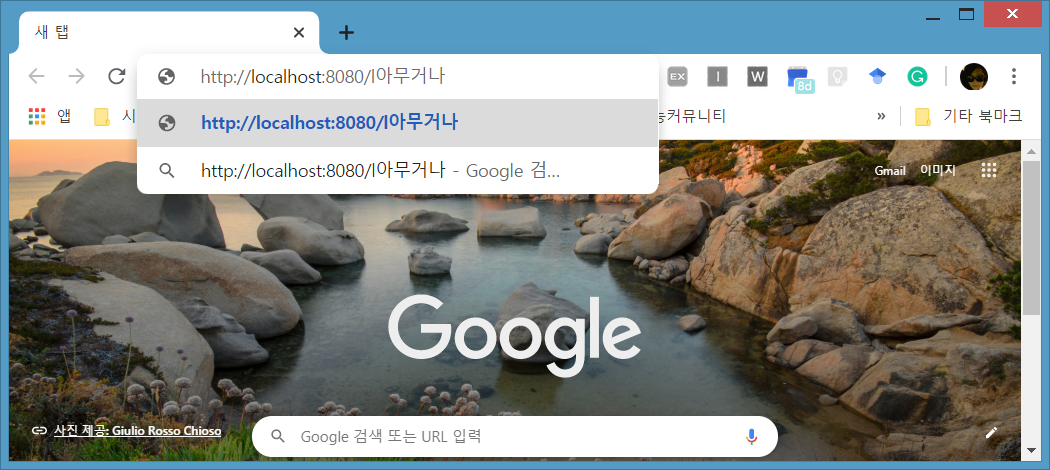 새 탭
http://localhost:8080/l아무거나
EX
I
W
8d
G
앱
시
http://localhost:8080/l아무거나
능커뮤니티
»
기타 북마크
http://localhost:8080/l아무거나 - Google 검...
Gmail 이미지
Google
사진 제공: Giulio Rosso Chioso
Google 검색 또는 URL 입력